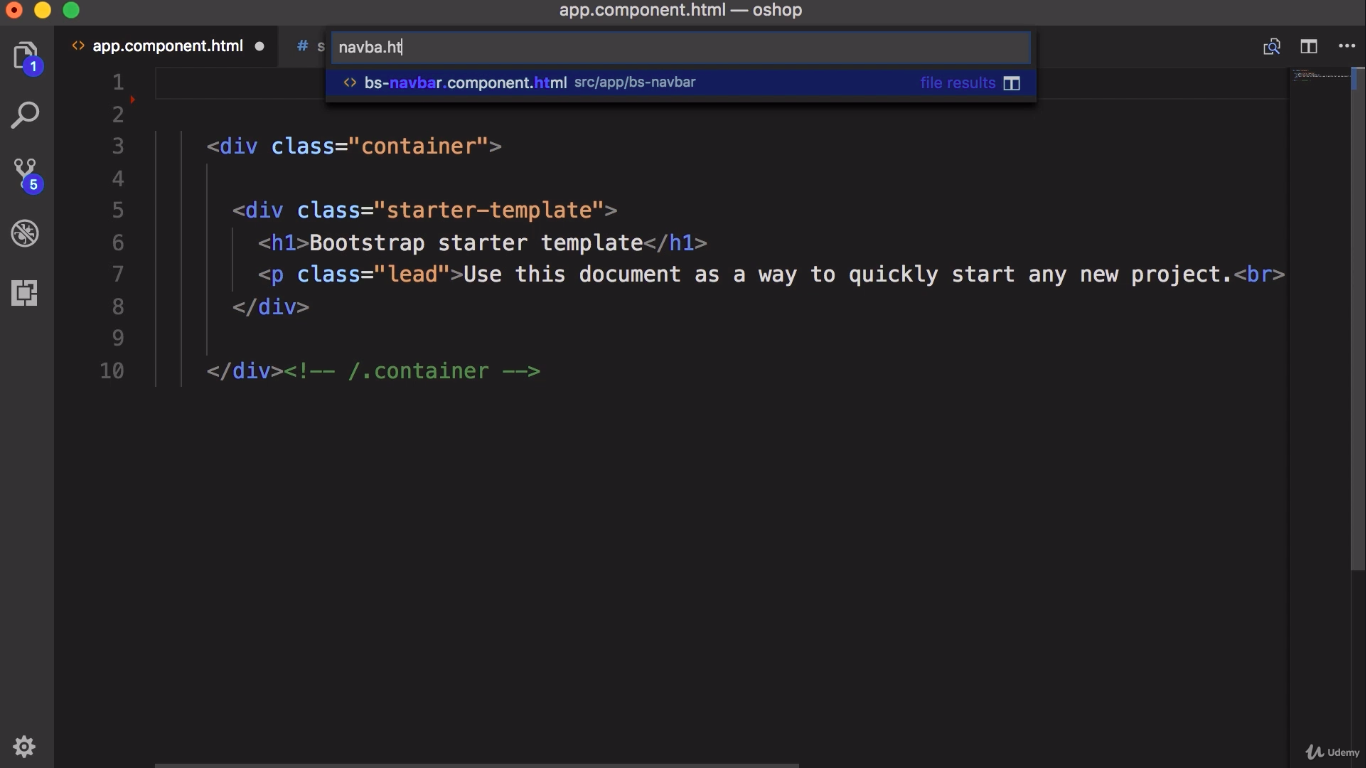 app.component.html — oshop
<> app.component.html ● # s
navba.ht
<> bs-navbar.component.html src/app/bs-navbar file results
1
1
2
3 <div class="container">
4
5 <div class="starter-template">
5
6 <h1>Bootstrap starter template</h1>
7 <p class="lead">Use this document as a way to quickly start any new project.<br>
8 </div>
9
10 </div><!-- /.container -->
Udemy